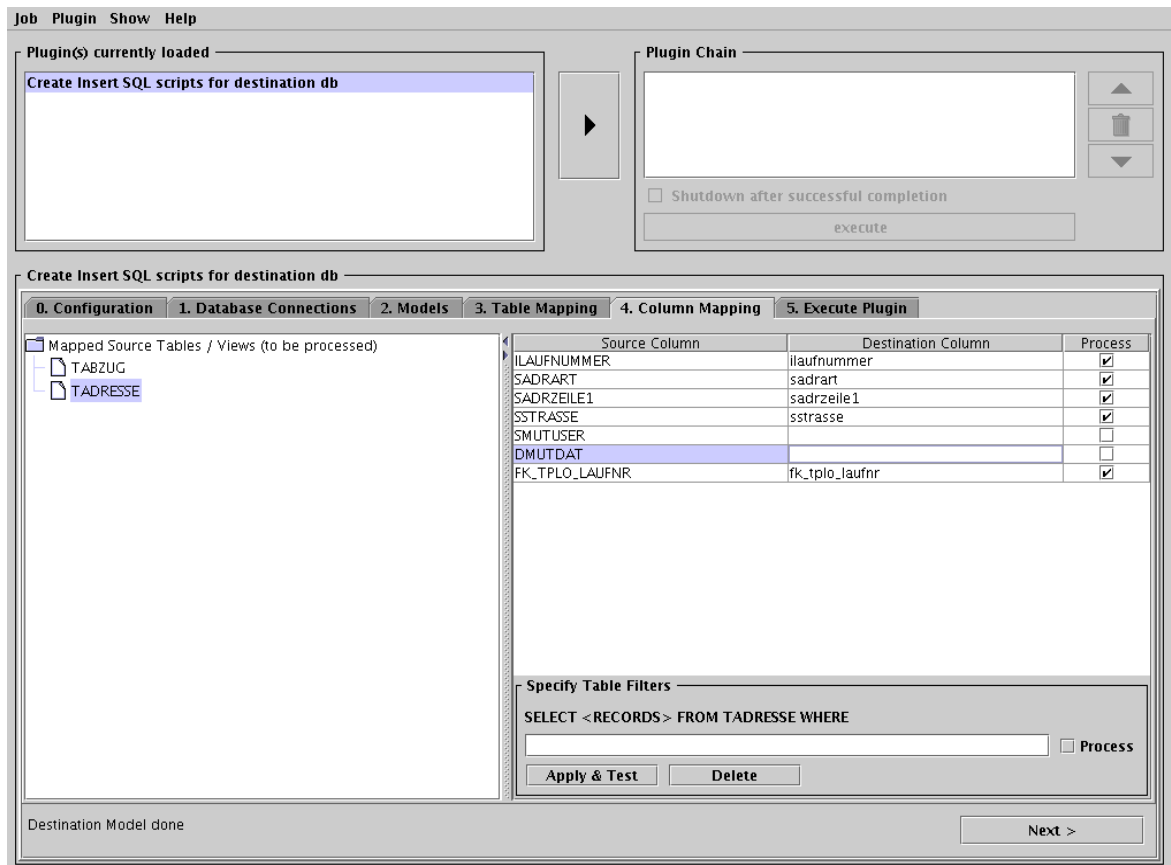 Job Plugin Show Help
Plugin(s) currently loaded
Create Insert SQL scripts for destination db
Plugin Chain
Shutdown after successful completion
execute
Create Insert SQL scripts for destination db
0. Configuration 1. Database Connections 2. Models 3. Table Mapping 4. Column Mapping 5. Execute Plugin
Mapped Source Tables / Views (to be processed)
TABZUG
TADRESSE
Source Column Destination Column Process
ILAUFNUMMER ilaufnummer
SADRART sadrart
SADRZEILE1 sadrzeile1
SSTRASSE sstrasse
SMUTUSER
DMUTDAT
FK_TPLO_LAUFNR fk_tplo_laufnr
Specify Table Filters
SELECT <RECORDS> FROM TADRESSE WHERE
Process
Apply & Test Delete
Destination Model done
Next >